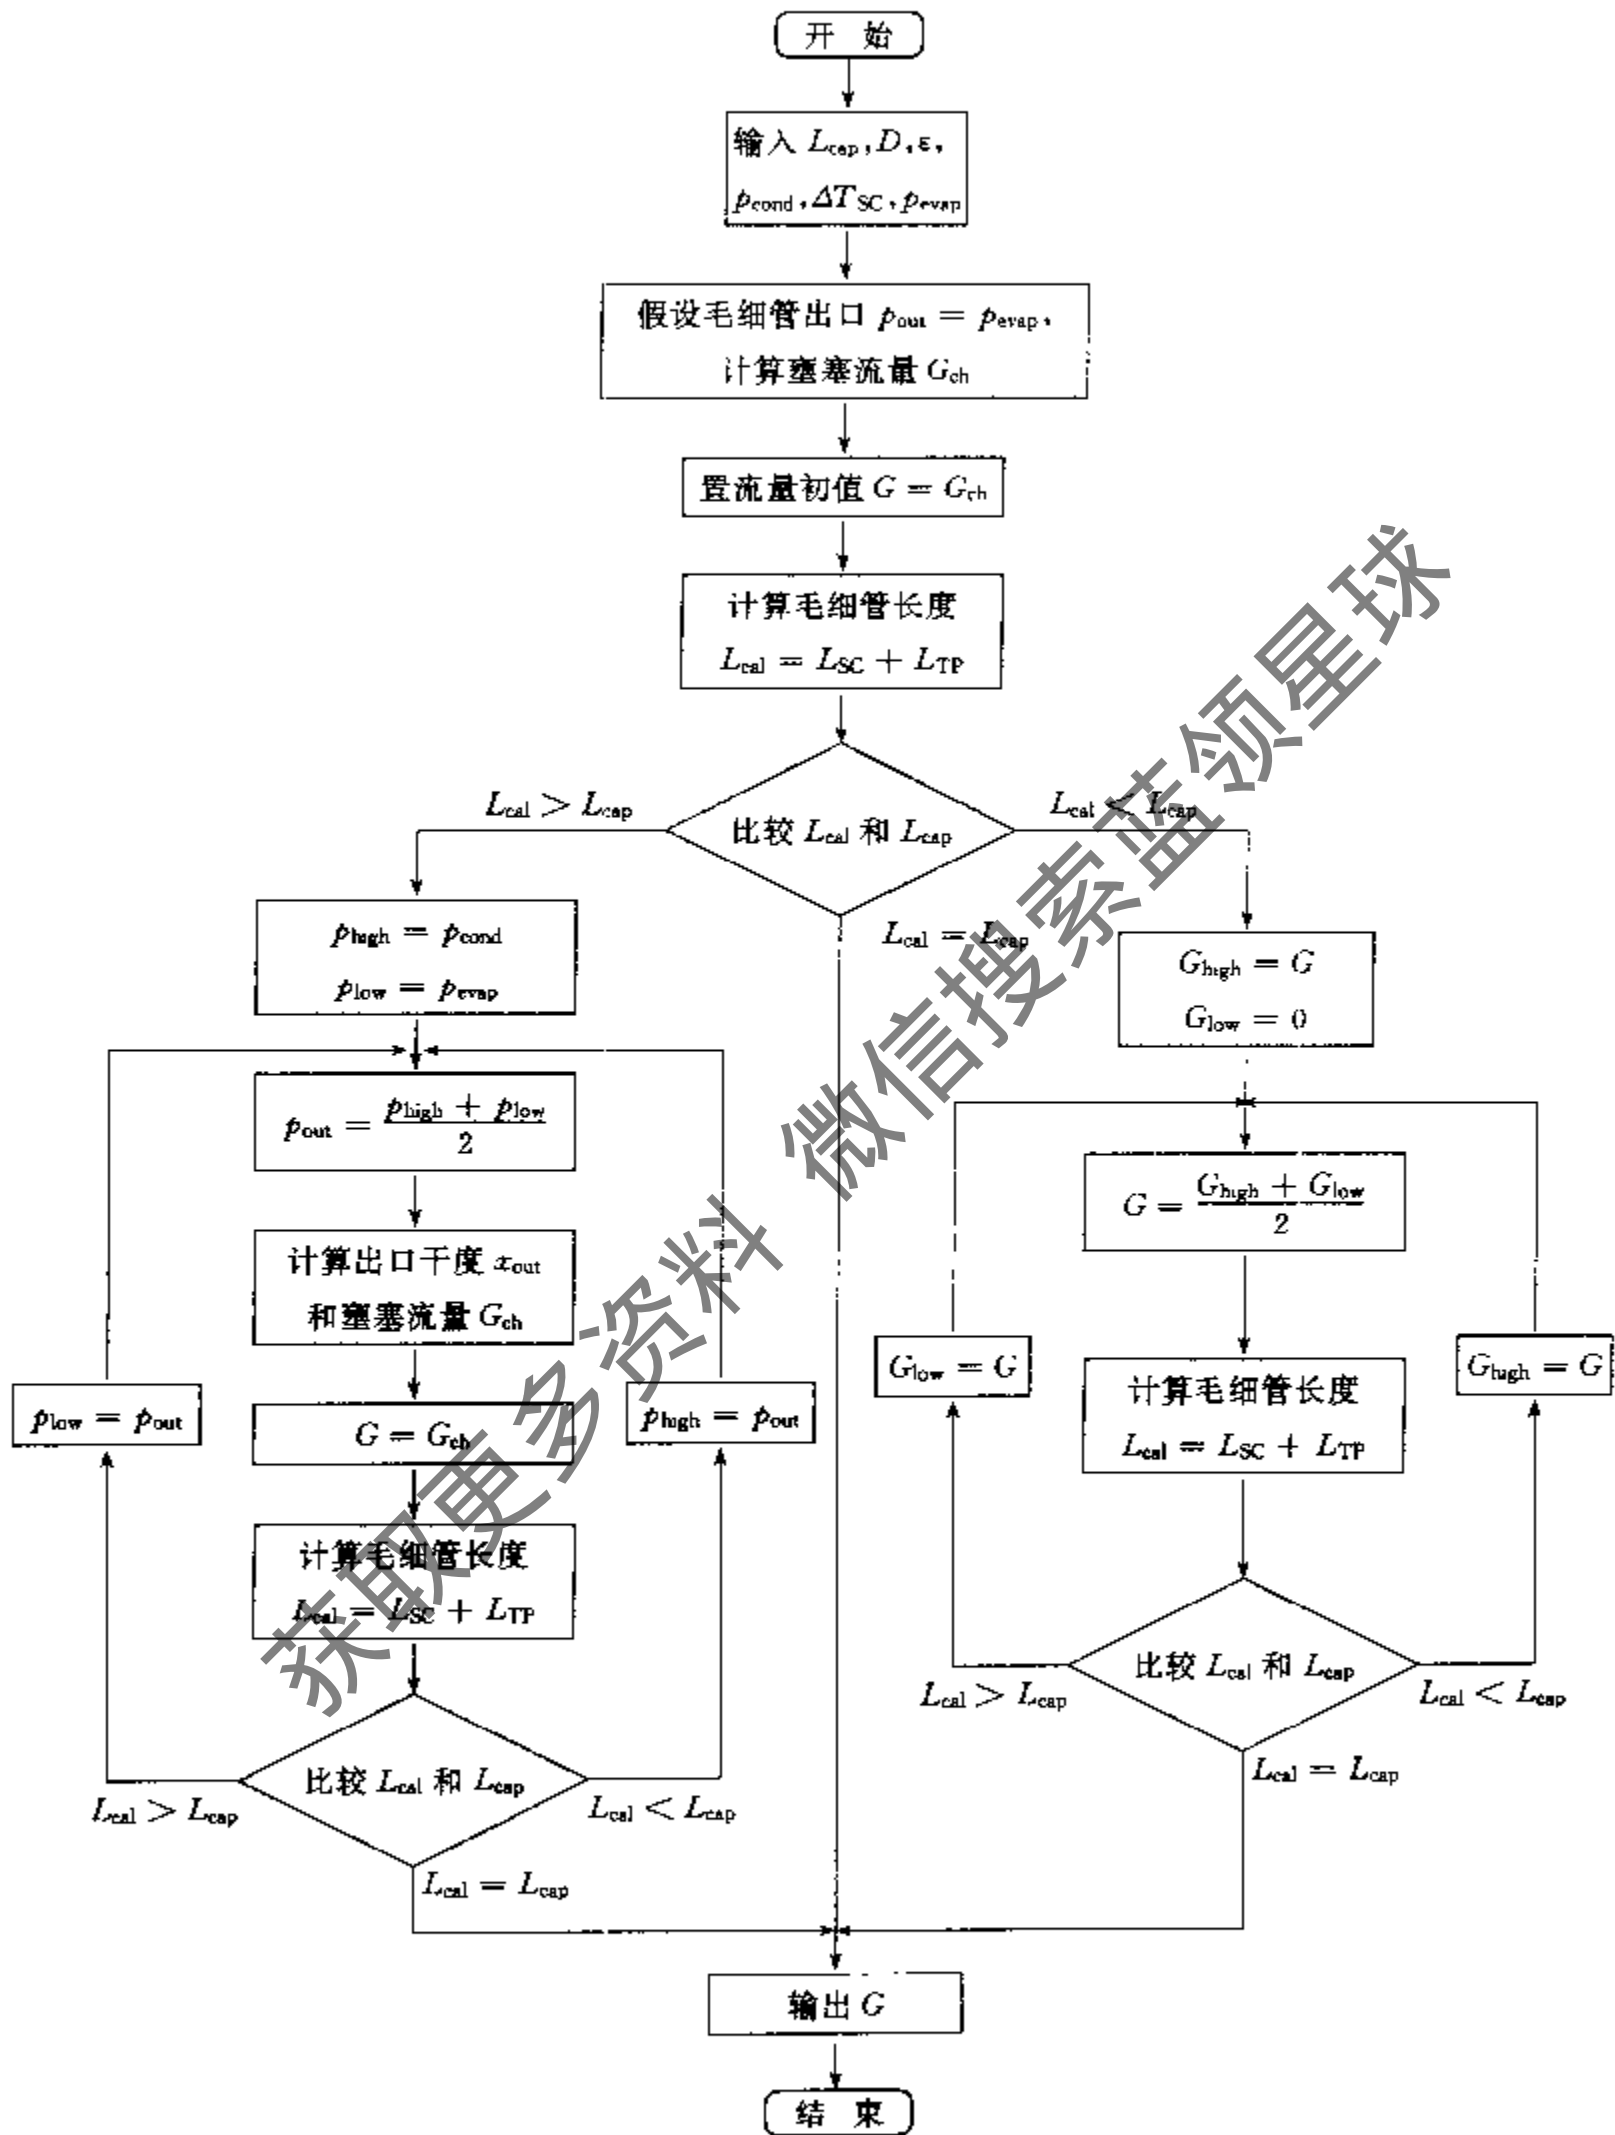 开 始
输入 L_cap, D, ε,
p_cond, ΔT_SC, p_evap
假设毛细管出口 p_out = p_evap,
计算壅塞流量 G_ch
置流量初值 G = G_ch
计算毛细管长度
L_cal = L_SC + L_TP
比较 L_cal 和 L_cap
L_cal > L_cap
L_cal < L_cap
L_cal = L_cap
p_high = p_cond
p_low = p_evap
p_out = (p_high + p_low)/2
计算出口干度 x_out
和壅塞流量 G_ch
G = G_ch
计算毛细管长度
L_cal = L_SC + L_TP
比较 L_cal 和 L_cap
L_cal > L_cap
L_cal < L_cap
L_cal = L_cap
p_low = p_out
p_high = p_out
G_high = G
G_low = 0
G = (G_high + G_low)/2
计算毛细管长度
L_cal = L_SC + L_TP
比较 L_cal 和 L_cap
L_cal > L_cap
L_cal < L_cap
L_cal = L_cap
G_low = G
G_high = G
输出 G
结 束
获取更多资料 微信搜索蓝领星球